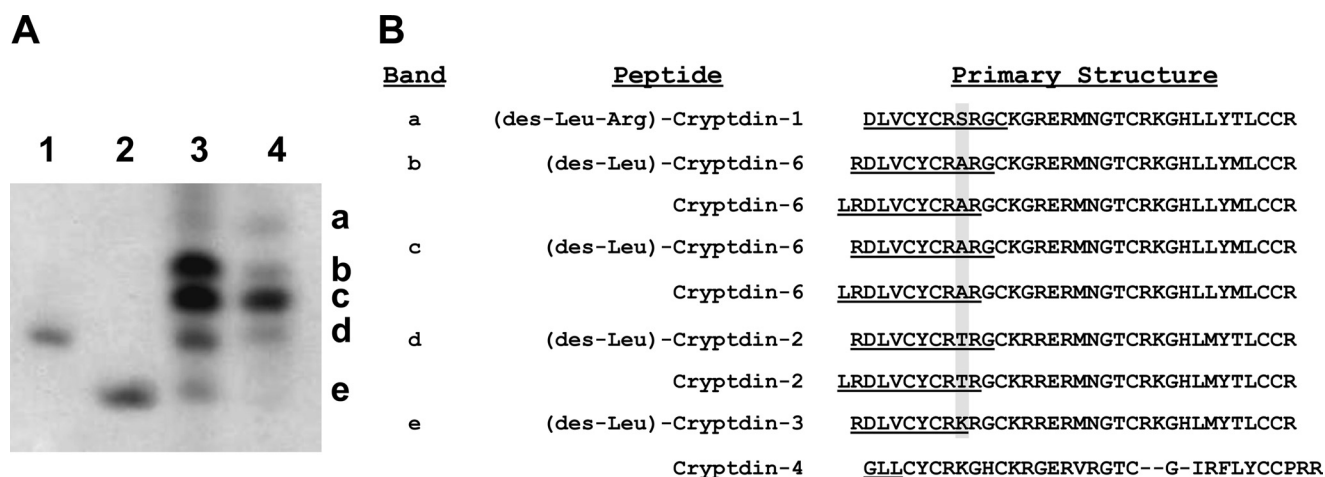 A
1 2 3 4
a
b
c
d
e
B
Band Peptide Primary Structure
a (des-Leu-Arg)-Cryptdin-1 DLVCYCRSRGCKGRERMNGTCRKGHLLYTLCCR
b (des-Leu)-Cryptdin-6 RDLVCYCRARGCKGRERMNGTCRKGHLLYMLCCR
Cryptdin-6 LRDLVCYCRARGCKGRERMNGTCRKGHLLYMLCCR
c (des-Leu)-Cryptdin-6 RDLVCYCRARGCKGRERMNGTCRKGHLLYMLCCR
Cryptdin-6 LRDLVCYCRARGCKGRERMNGTCRKGHLLYMLCCR
d (des-Leu)-Cryptdin-2 RDLVCYCRTRGCKRRERMNGTCRKGHLMYTLCCR
Cryptdin-2 LRDLVCYCRTRGCKRRERMNGTCRKGHLMYTLCCR
e (des-Leu)-Cryptdin-3 RDLVCYCRKRGCKRRERMNGTCRKGHLMYTLCCR
Cryptdin-4 GLLCYCRKGHCKRGERVRGTC--G-IRFLYCCPRR